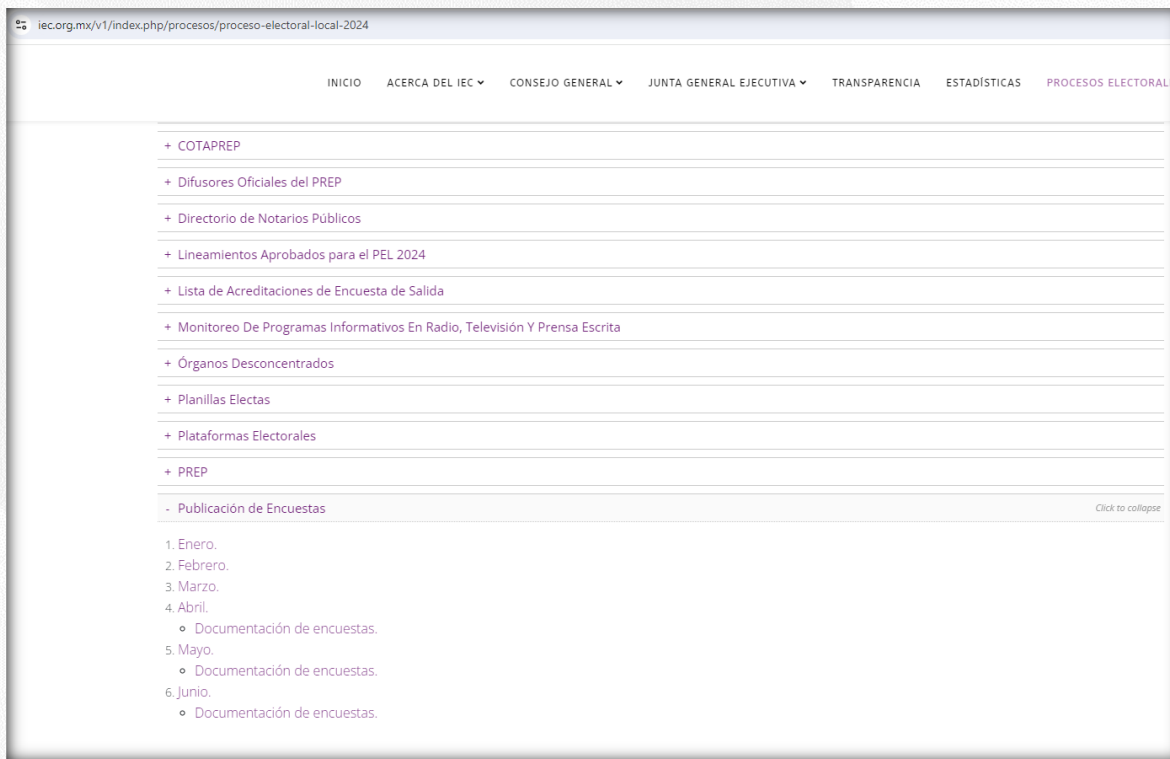 iec.org.mx/v1/index.php/procesos/proceso-electoral-local-2024
INICIO ACERCA DEL IEC CONSEJO GENERAL JUNTA GENERAL EJECUTIVA TRANSPARENCIA ESTADÍSTICAS PROCESOS ELECTORAL
+ COTAPREP
+ Difusores Oficiales del PREP
+ Directorio de Notarios Públicos
+ Lineamientos Aprobados para el PEL 2024
+ Lista de Acreditaciones de Encuesta de Salida
+ Monitoreo De Programas Informativos En Radio, Televisión Y Prensa Escrita
+ Órganos Desconcentrados
+ Planillas Electas
+ Plataformas Electorales
+ PREP
- Publicación de Encuestas Click to collapse
1. Enero.
2. Febrero.
3. Marzo.
4. Abril.
Documentación de encuestas.
5. Mayo.
Documentación de encuestas.
6. Junio.
Documentación de encuestas.